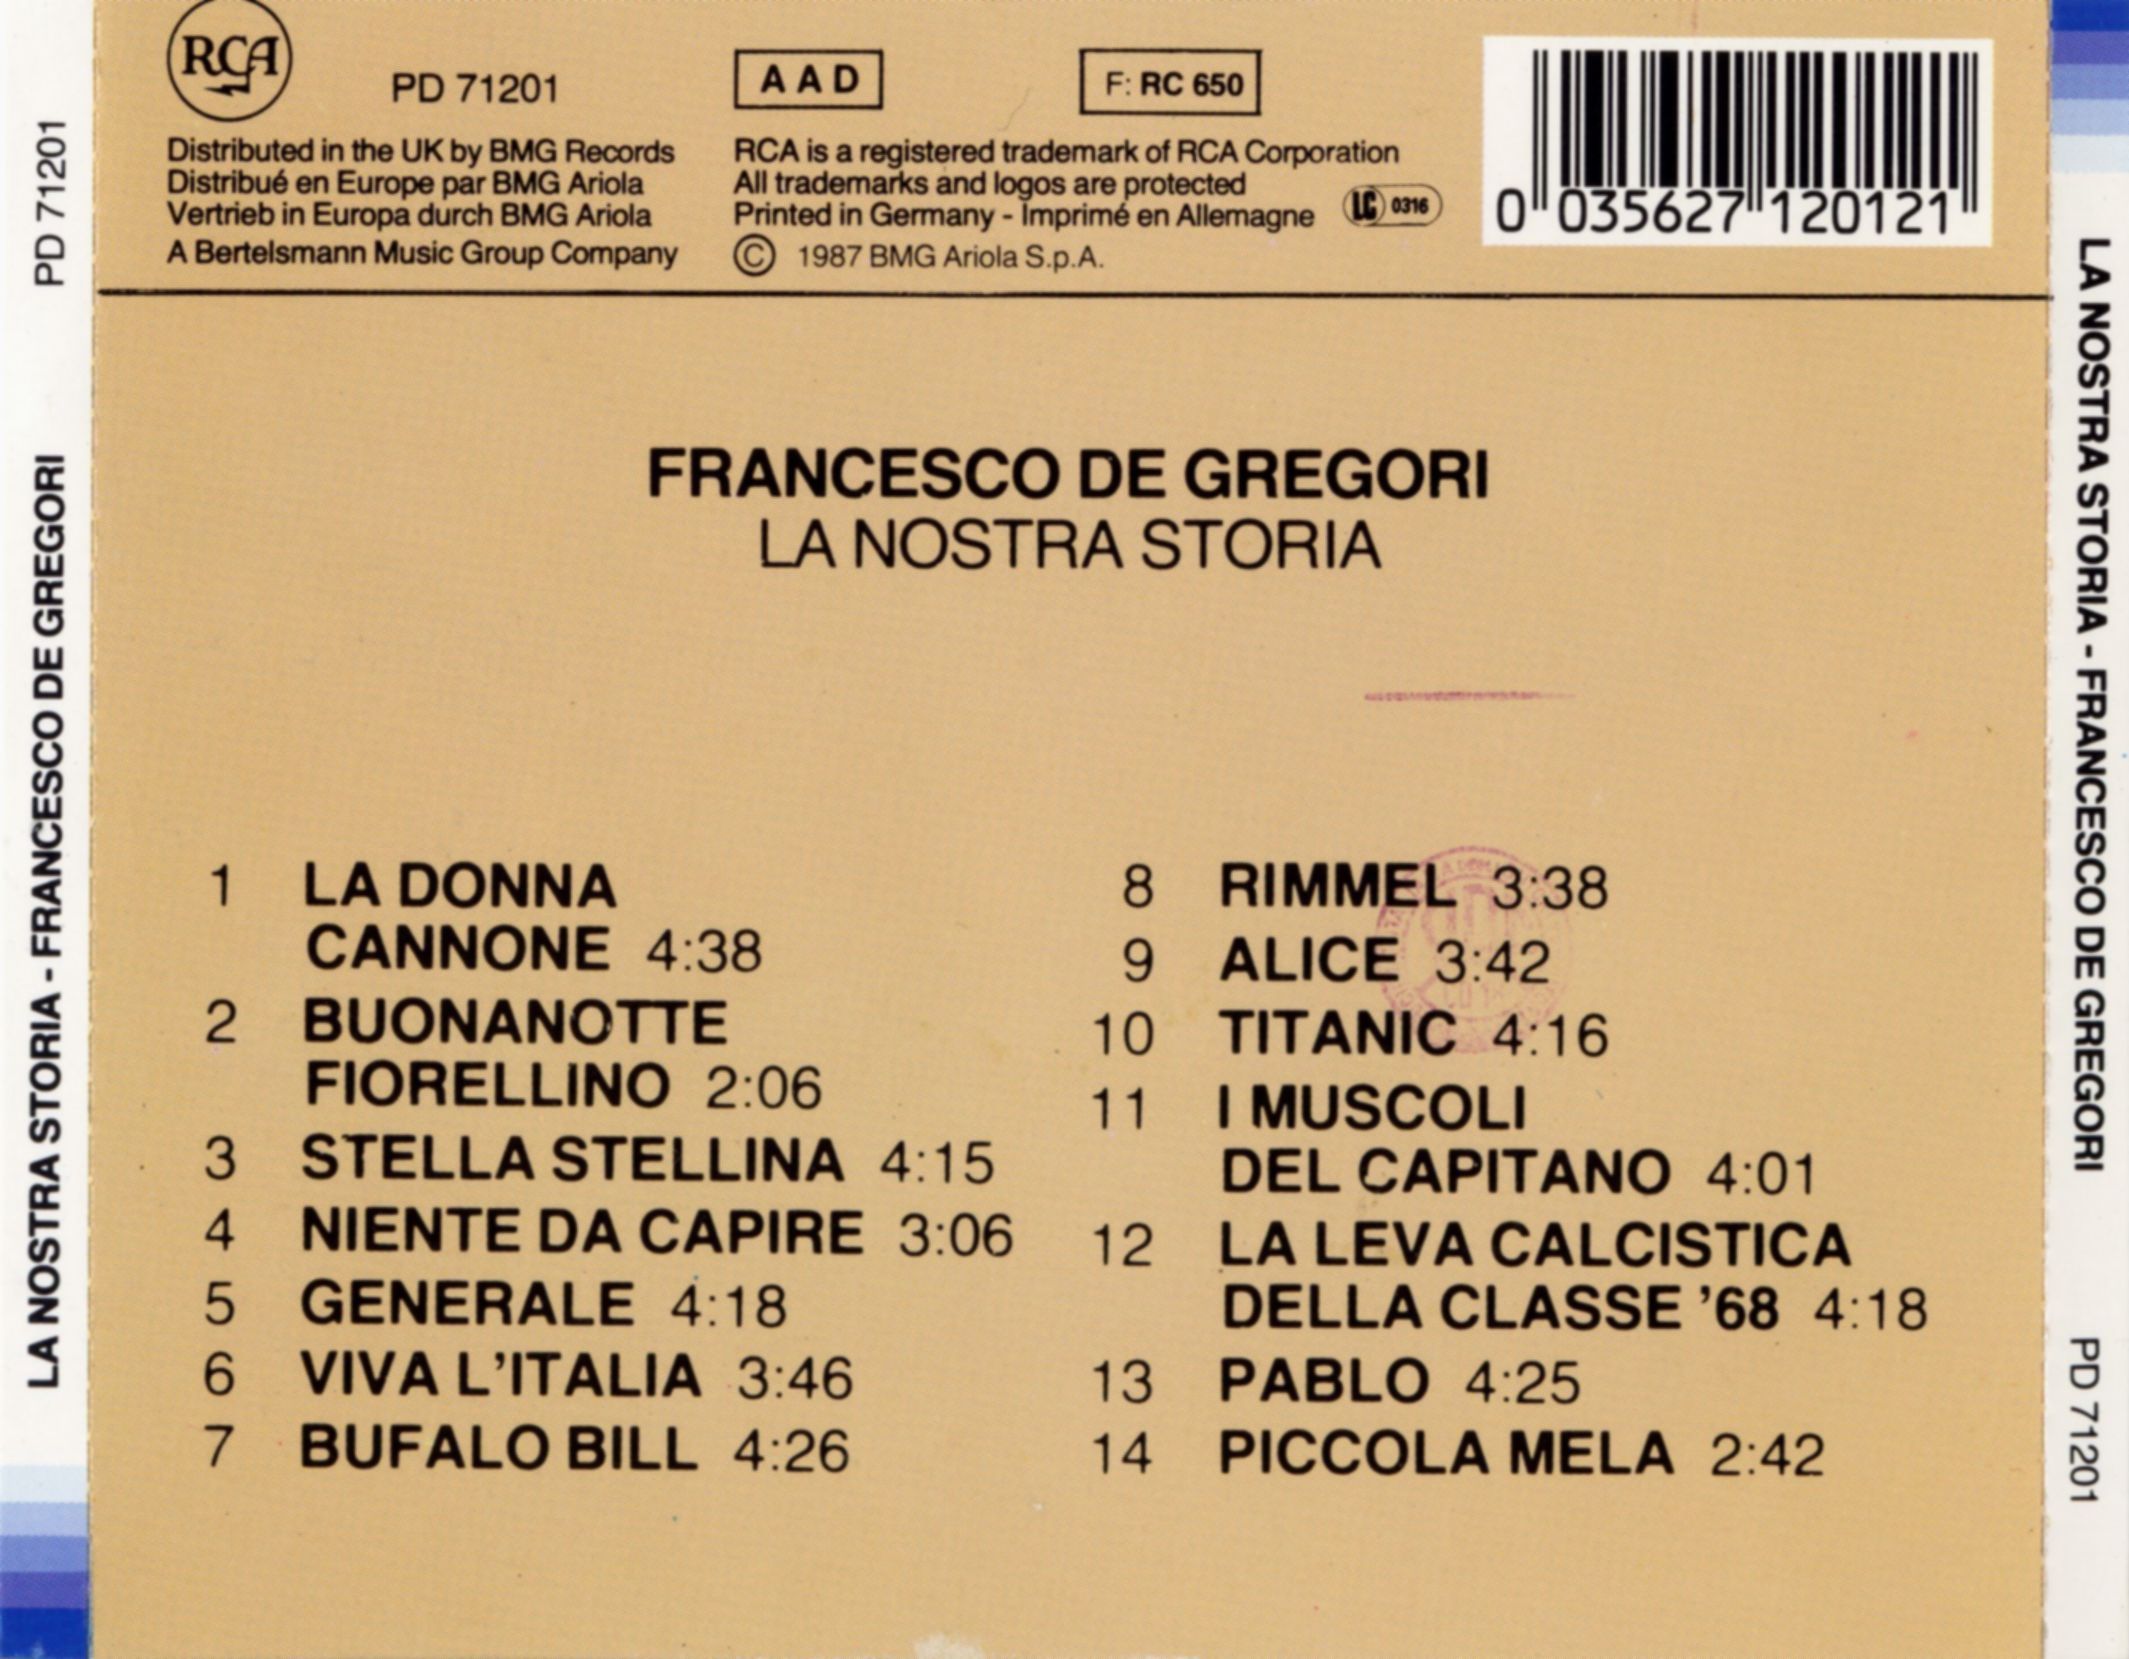 RCA
PD 71201
A A D
F: RC 650
Distributed in the UK by BMG Records
Distribué en Europe par BMG Ariola
Vertrieb in Europa durch BMG Ariola
A Bertelsmann Music Group Company
RCA is a registered trademark of RCA Corporation
All trademarks and logos are protected
Printed in Germany - Imprimé en Allemagne
LC 0316
© 1987 BMG Ariola S.p.A.
0 035627 120121
FRANCESCO DE GREGORI
LA NOSTRA STORIA
1 LA DONNA
CANNONE 4:38
2 BUONANOTTE
FIORELLINO 2:06
3 STELLA STELLINA 4:15
4 NIENTE DA CAPIRE 3:06
5 GENERALE 4:18
6 VIVA L'ITALIA 3:46
7 BUFALO BILL 4:26
8 RIMMEL 3:38
9 ALICE 3:42
10 TITANIC 4:16
11 I MUSCOLI
DEL CAPITANO 4:01
12 LA LEVA CALCISTICA
DELLA CLASSE '68 4:18
13 PABLO 4:25
14 PICCOLA MELA 2:42
LA NOSTRA STORIA - FRANCESCO DE GREGORI PD 71201
LA NOSTRA STORIA - FRANCESCO DE GREGORI PD 71201